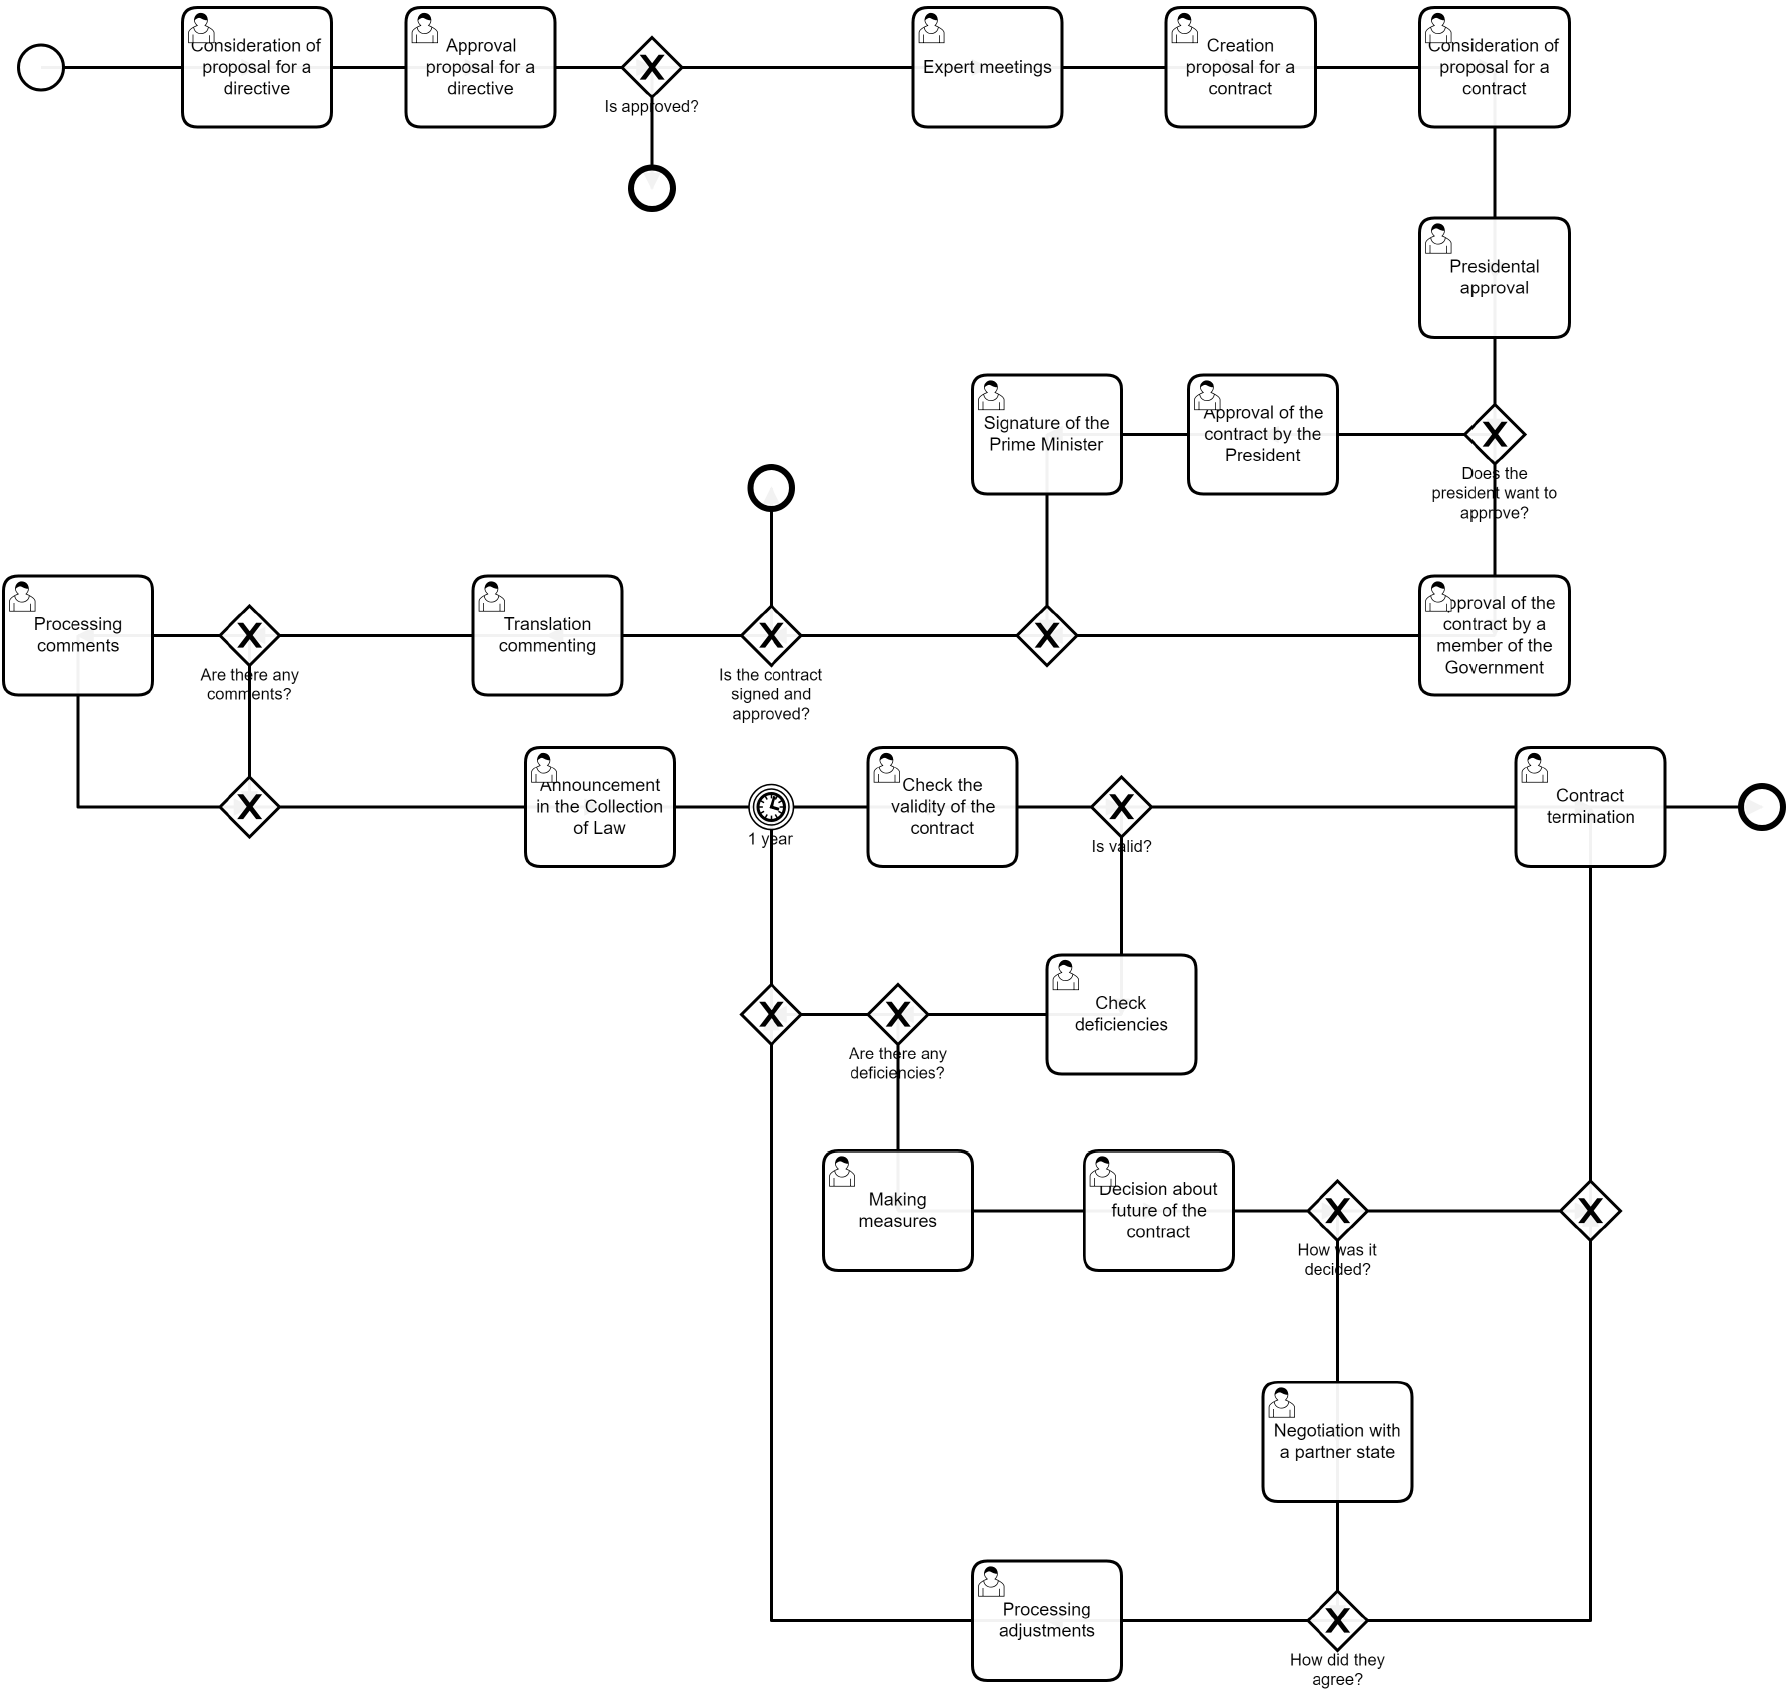 Consideration of
proposal for a
directive
Approval
proposal for a
directive
Is approved?
Expert meetings
Creation
proposal for a
contract
Consideration of
proposal for a
contract
Presidental
approval
Signature of the
Prime Minister
Approval of the
contract by the
President
Does the
president want to
approve?
Processing
comments
Are there any
comments?
Translation
commenting
Is the contract
signed and
approved?
Approval of the
contract by a
member of the
Government
Announcement
in the Collection
of Law
1 year
Check the
validity of the
contract
Is valid?
Contract
termination
Are there any
deficiencies?
Check
deficiencies
Making
measures
Decision about
future of the
contract
How was it
decided?
Negotiation with
a partner state
Processing
adjustments
How did they
agree?